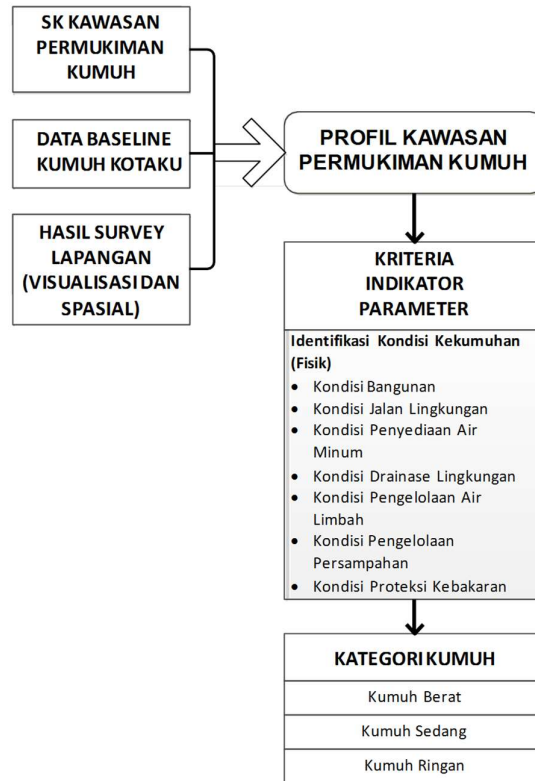 SK KAWASAN
PERMUKIMAN
KUMUH
DATA BASELINE
KUMUH KOTAKU
HASIL SURVEY
LAPANGAN
(VISUALISASI DAN
SPASIAL)
PROFIL KAWASAN
PERMUKIMAN KUMUH
KRITERIA
INDIKATOR
PARAMETER
Identifikasi Kondisi Kekumuhan
(Fisik)
• Kondisi Bangunan
• Kondisi Jalan Lingkungan
• Kondisi Penyediaan Air
Minum
• Kondisi Drainase Lingkungan
• Kondisi Pengelolaan Air
Limbah
• Kondisi Pengelolaan
Persampahan
• Kondisi Proteksi Kebakaran
KATEGORI KUMUH
Kumuh Berat
Kumuh Sedang
Kumuh Ringan